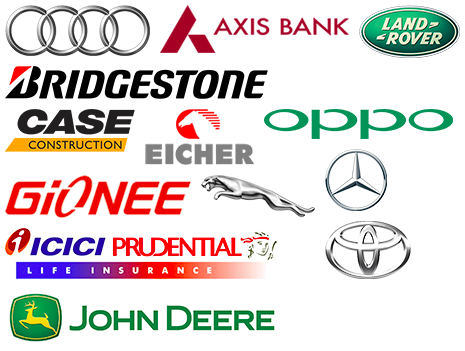 AXIS BANK
LAND
ROVER
BRIDGESTONE
CASE
CONSTRUCTION
EICHER
oppo
GiONEE
ICICI PRUDENTIAL
LIFE INSURANCE
JOHN DEERE